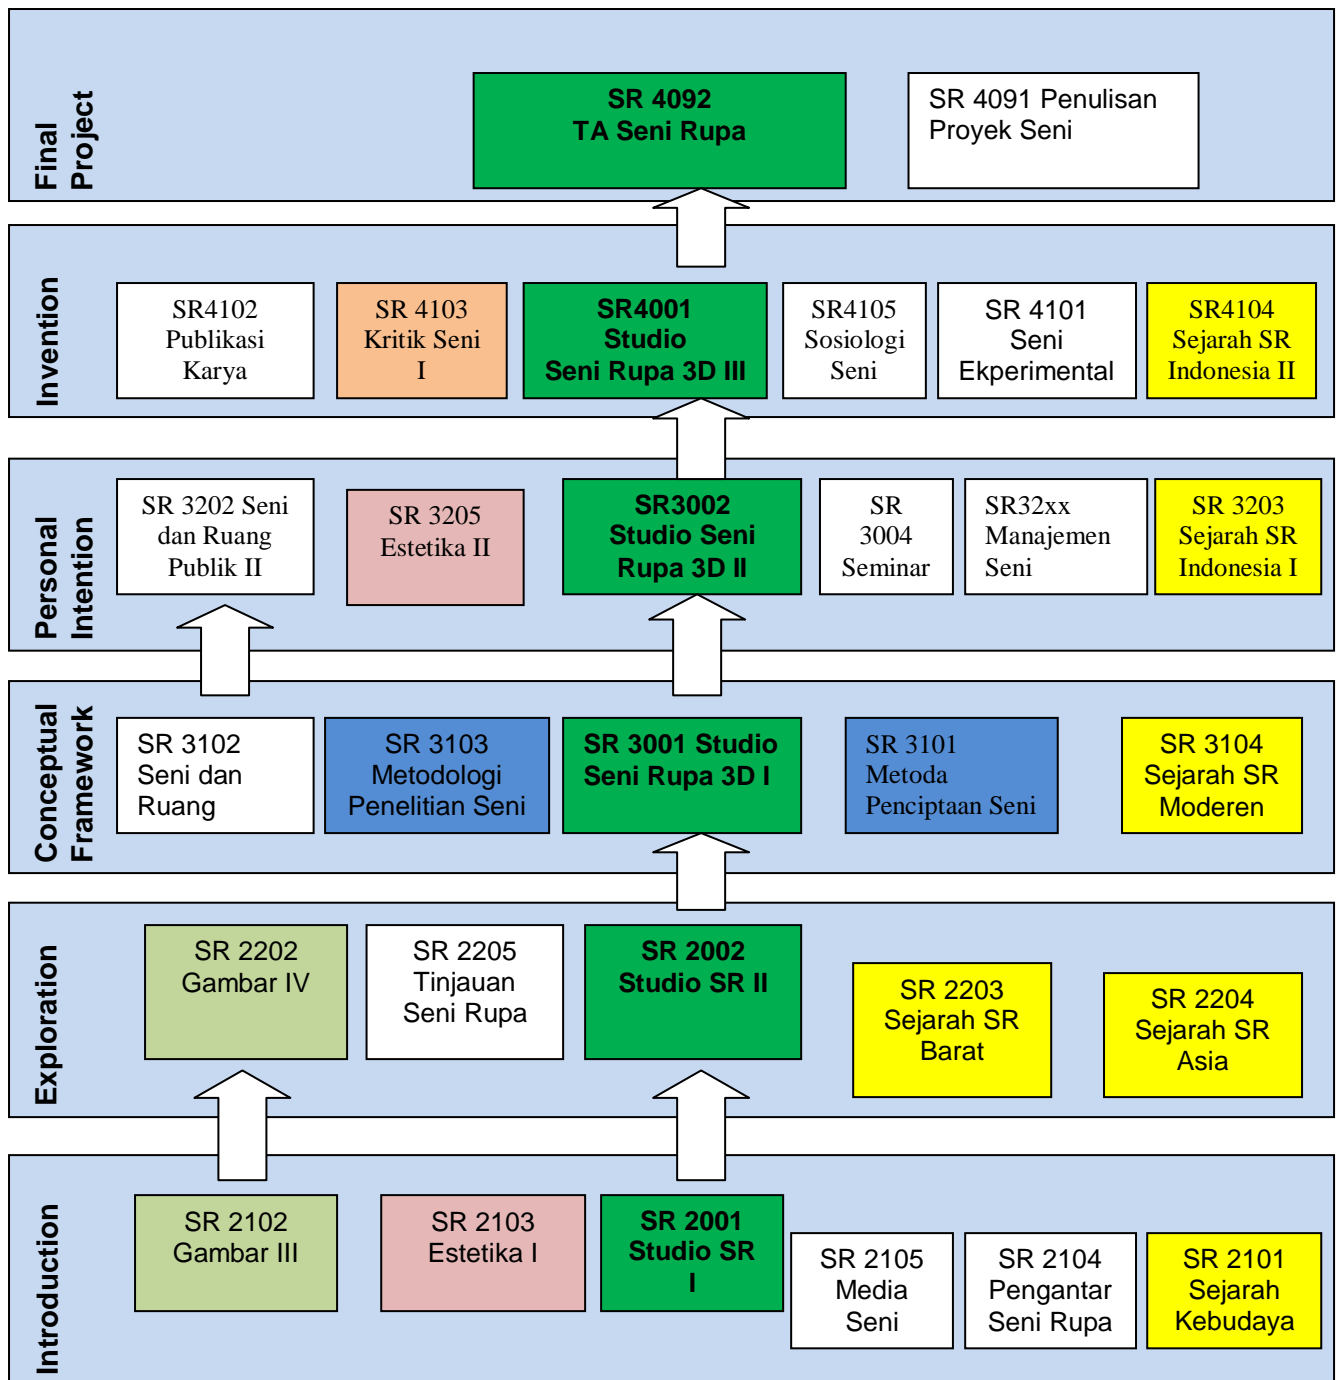 Final
Project
SR 4092
TA Seni Rupa
SR 4091 Penulisan
Proyek Seni
Invention
SR4102
Publikasi
Karya
SR 4103
Kritik Seni
I
SR4001
Studio
Seni Rupa 3D III
SR4105
Sosiologi
Seni
SR 4101
Seni
Ekperimental
SR4104
Sejarah SR
Indonesia II
Personal
Intention
SR 3202 Seni
dan Ruang
Publik II
SR 3205
Estetika II
SR3002
Studio Seni
Rupa 3D II
SR
3004
Seminar
SR32xx
Manajemen
Seni
SR 3203
Sejarah SR
Indonesia I
Conceptual
Framework
SR 3102
Seni dan
Ruang
SR 3103
Metodologi
Penelitian Seni
SR 3001 Studio
Seni Rupa 3D I
SR 3101
Metoda
Penciptaan Seni
SR 3104
Sejarah SR
Moderen
Exploration
SR 2202
Gambar IV
SR 2205
Tinjauan
Seni Rupa
SR 2002
Studio SR II
SR 2203
Sejarah SR
Barat
SR 2204
Sejarah SR
Asia
Introduction
SR 2102
Gambar III
SR 2103
Estetika I
SR 2001
Studio SR
I
SR 2105
Media
Seni
SR 2104
Pengantar
Seni Rupa
SR 2101
Sejarah
Kebudaya